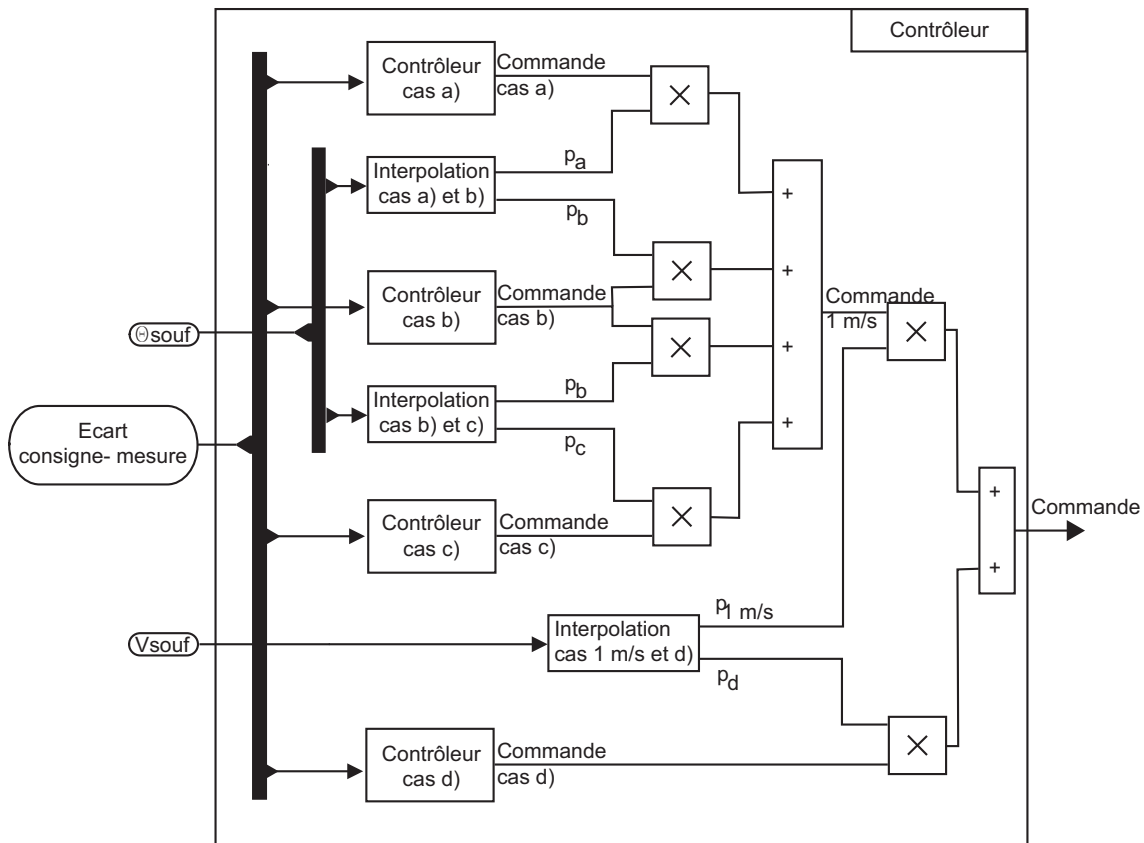 Contrôleur
Contrôleur
cas a)
Commande
cas a)
×
Interpolation
cas a) et b)
pa
pb
+
×
+
Contrôleur
cas b)
Commande
cas b)
Commande
1 m/s
×
Θsouf
×
+
Interpolation
cas b) et c)
pb
pc
+
Ecart
consigne- mesure
×
Contrôleur
cas c)
Commande
cas c)
+
Commande
+
p1 m/s
Vsouf
Interpolation
cas 1 m/s et d)
pd
×
Contrôleur
cas d)
Commande
cas d)